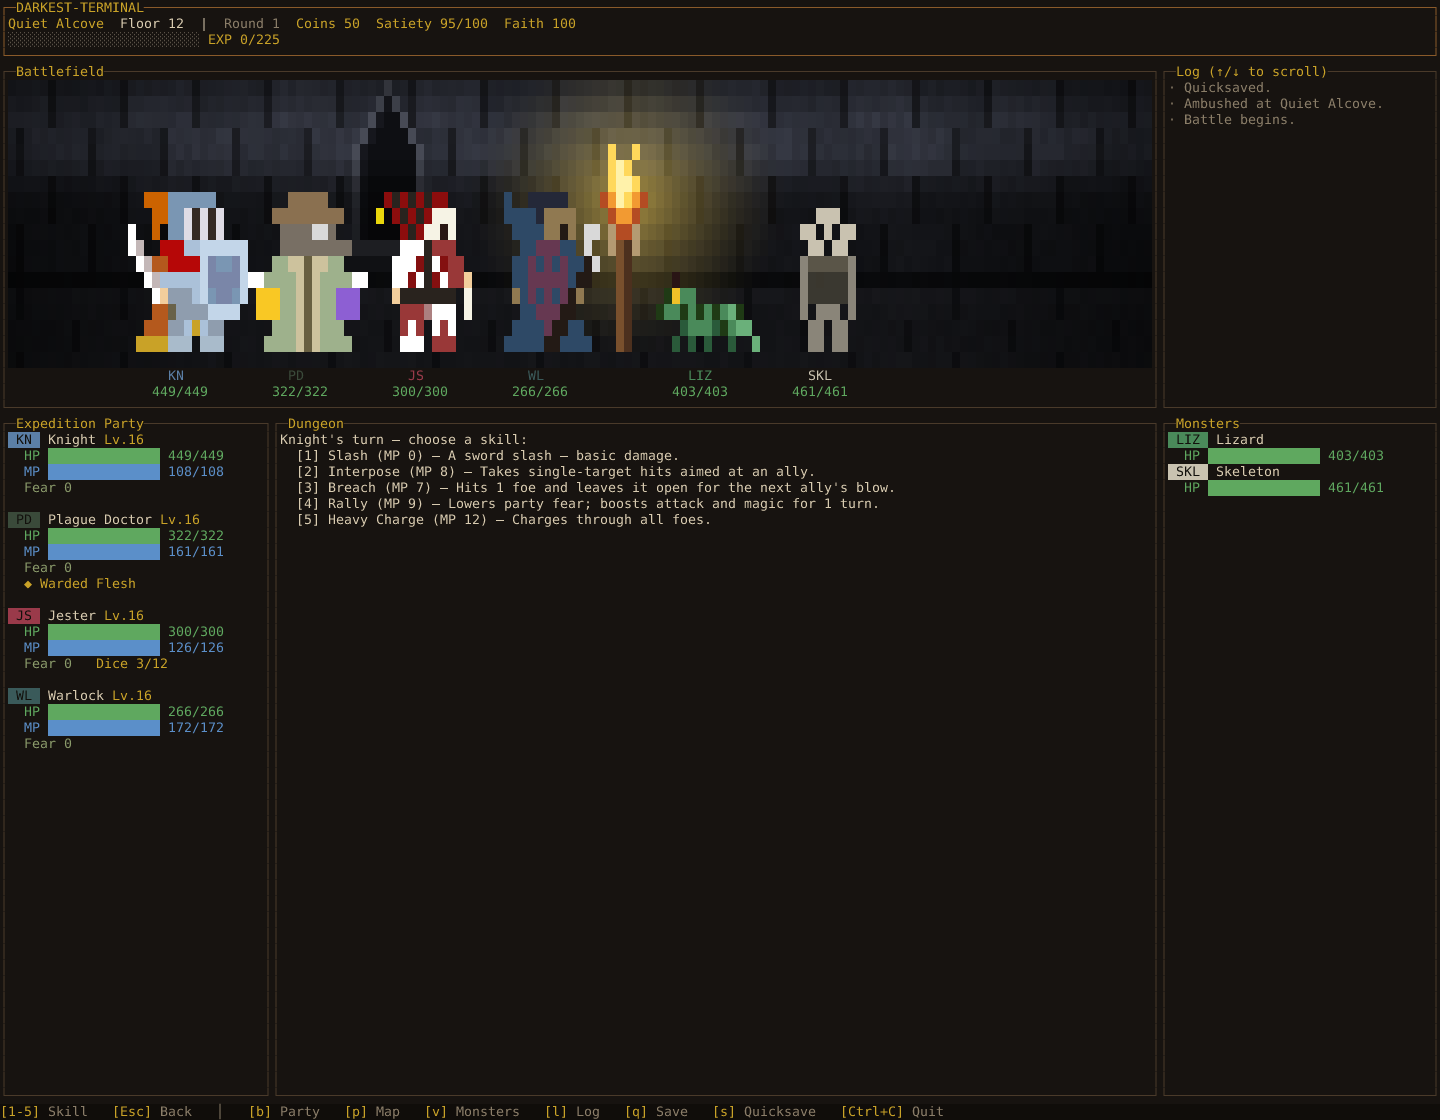 DARKEST-TERMINAL
Quiet Alcove  Floor 12  |  Round 1  Coins 50  Satiety 95/100  Faith 100
EXP 0/225
Battlefield
KN PD JS WL LIZ SKL
449/449 322/322 300/300 266/266 403/403 461/461
Log (↑/↓ to scroll)
· Quicksaved.
· Ambushed at Quiet Alcove.
· Battle begins.
Expedition Party
KN Knight Lv.16
HP 449/449
MP 108/108
Fear 0
PD Plague Doctor Lv.16
HP 322/322
MP 161/161
Fear 0
◆ Warded Flesh
JS Jester Lv.16
HP 300/300
MP 126/126
Fear 0   Dice 3/12
WL Warlock Lv.16
HP 266/266
MP 172/172
Fear 0
Dungeon
Knight's turn — choose a skill:
[1] Slash (MP 0) — A sword slash — basic damage.
[2] Interpose (MP 8) — Takes single-target hits aimed at an ally.
[3] Breach (MP 7) — Hits 1 foe and leaves it open for the next ally's blow.
[4] Rally (MP 9) — Lowers party fear; boosts attack and magic for 1 turn.
[5] Heavy Charge (MP 12) — Charges through all foes.
Monsters
LIZ Lizard
HP 403/403
SKL Skeleton
HP 461/461
[1-5] Skill   [Esc] Back   │   [b] Party   [p] Map   [v] Monsters   [l] Log   [q] Save   [s] Quicksave   [Ctrl+C] Quit